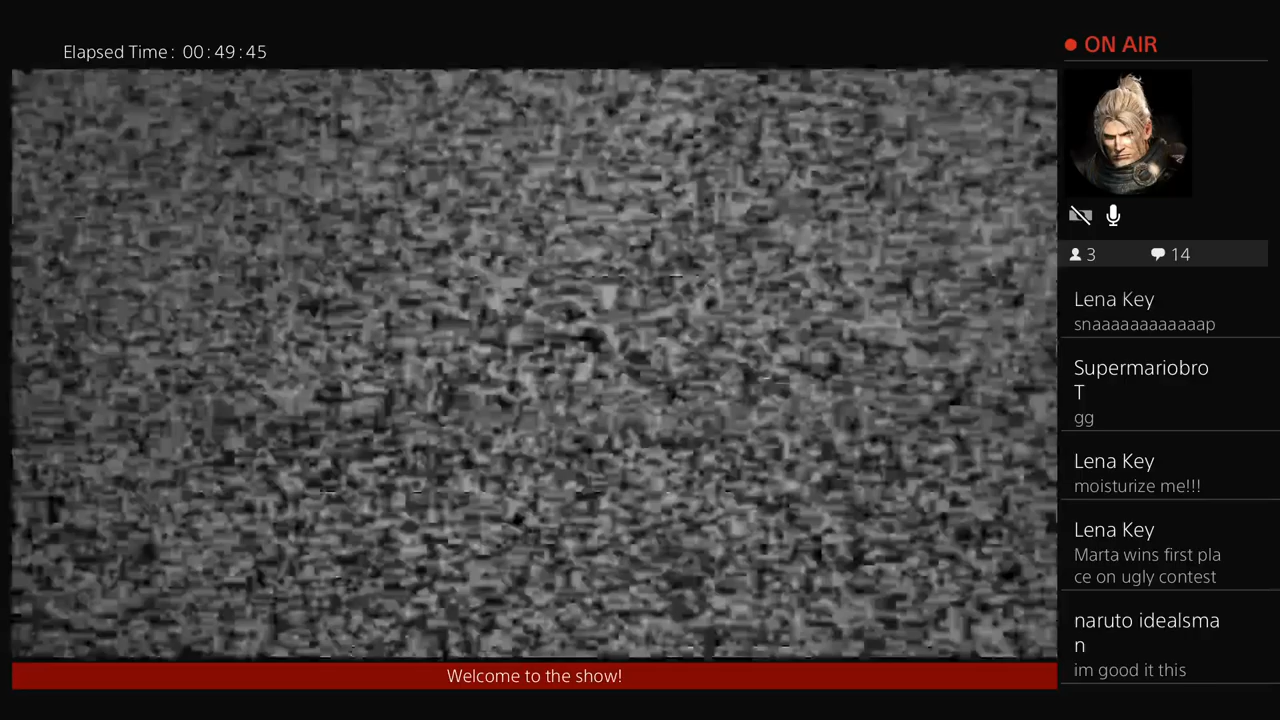 Elapsed Time: 00:49:45
ON AIR
3 14
Lena Key
snaaaaaaaaaaaap
Supermariobro
T
gg
Lena Key
moisturize me!!!
Lena Key
Marta wins first pla
ce on ugly contest
naruto idealsma
n
im good it this
Welcome to the show!